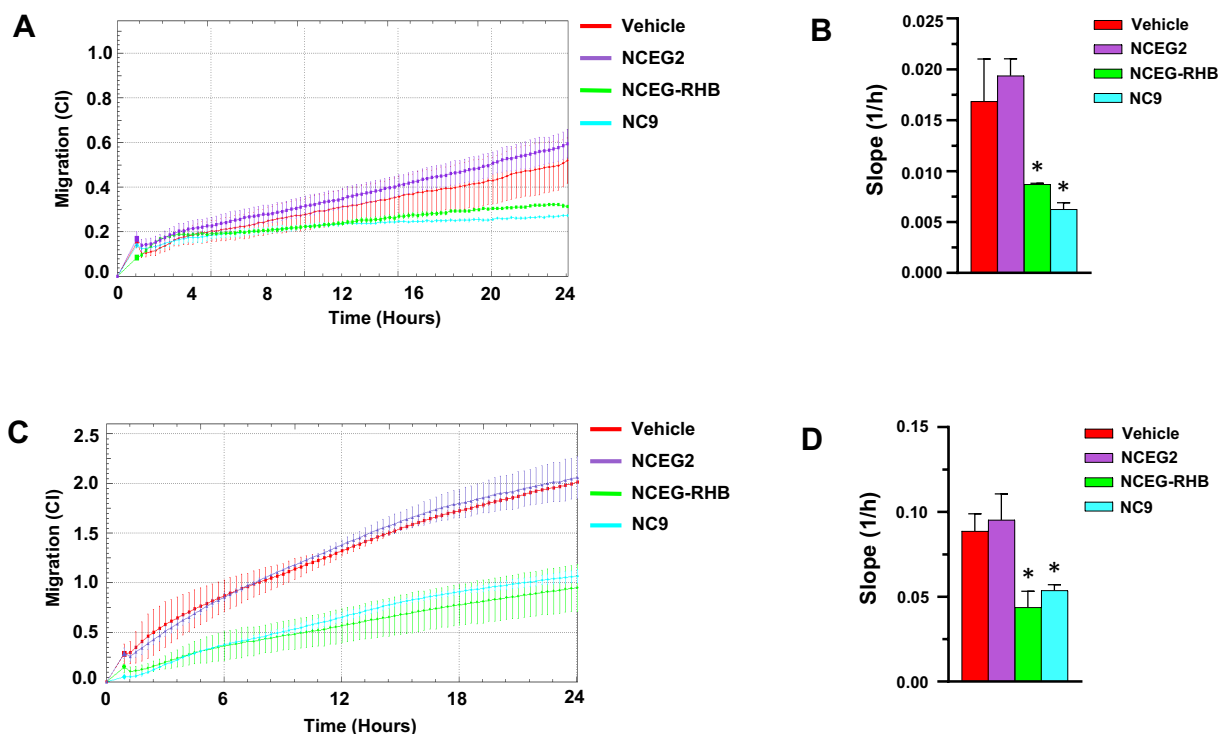 A
Migration (CI)
1.0
0.8
0.6
0.4
0.2
0.0
0 4 8 12 16 20 24
Time (Hours)
Vehicle
NCEG2
NCEG-RHB
NC9
B
Slope (1/h)
0.025
0.020
0.015
0.010
0.005
0.000
* *
Vehicle
NCEG2
NCEG-RHB
NC9
C
Migration (CI)
2.5
2.0
1.5
1.0
0.5
0.0
0 6 12 18 24
Time (Hours)
Vehicle
NCEG2
NCEG-RHB
NC9
D
Slope (1/h)
0.15
0.10
0.05
0.00
* *
Vehicle
NCEG2
NCEG-RHB
NC9